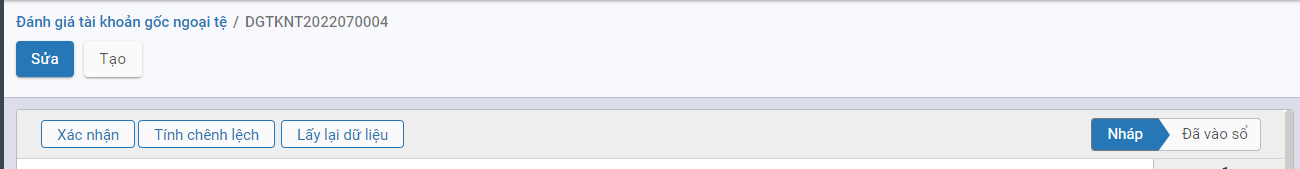 Đánh giá tài khoản gốc ngoại tệ / DGTKNT2022070004
Sửa Tạo
Xác nhận Tính chênh lệch Lấy lại dữ liệu Nháp Đã vào sổ